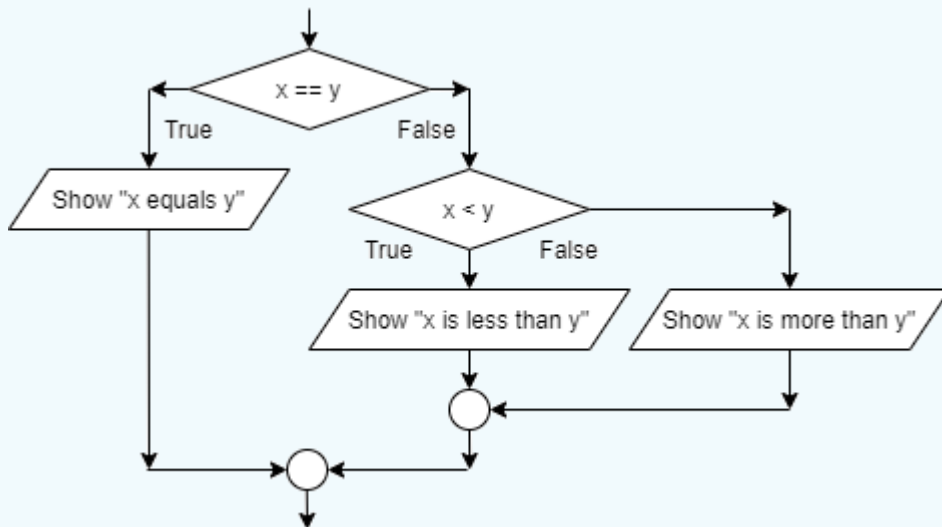 x == y
True
False
Show "x equals y"
x < y
True
False
Show "x is less than y"
Show "x is more than y"